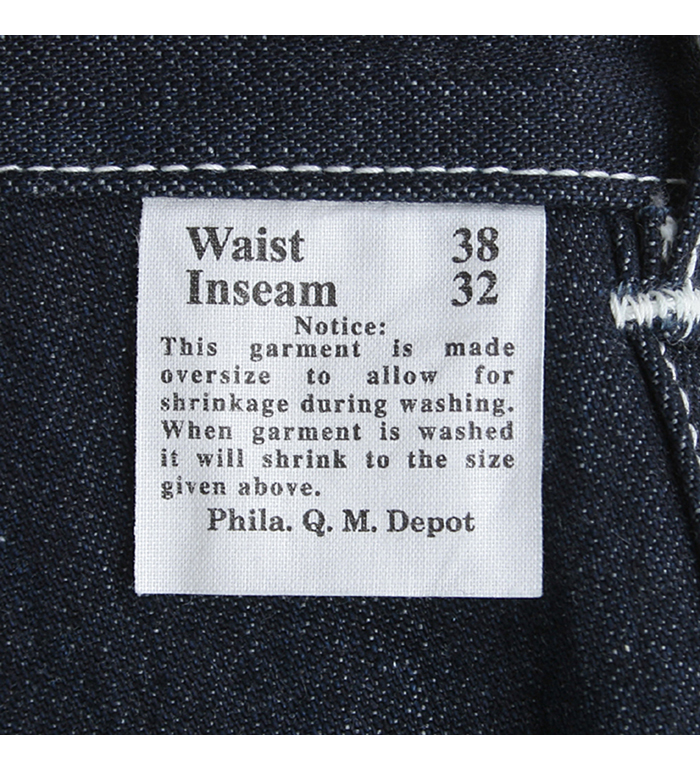 Waist 38
Inseam 32
Notice:
This garment is made
oversize to allow for
shrinkage during washing.
When garment is washed
it will shrink to the size
given above.
Phila. Q. M. Depot